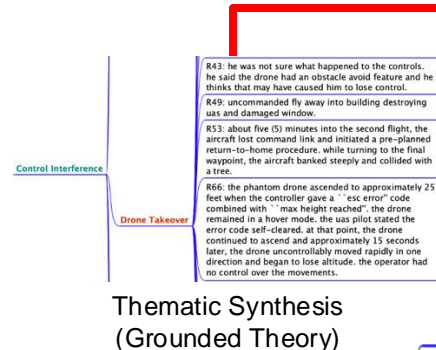 R43: he was not sure what happened to the controls.
he said the drone had an obstacle avoid feature and he
thinks that may have caused him to lose control.
R49: uncommanded fly away into building destroying
uas and damaged window.
R53: about five (5) minutes into the second flight, the
aircraft lost command link and initiated a pre-planned
return-to-home procedure. while turning to the final
waypoint, the aircraft banked steeply and collided with
a tree.
Control Interference
R66: the phantom drone ascended to approximately 25
feet when the controller gave a ``esc error" code
combined with ``max height reached". the drone
remained in a hover mode. the uas pilot stated the
error code self-cleared. at that point, the drone
continued to ascend and approximately 15 seconds
later, the drone uncontrollably moved rapidly in one
direction and began to lose altitude. the operator had
no control over the movements.
Drone Takeover
Thematic Synthesis
(Grounded Theory)